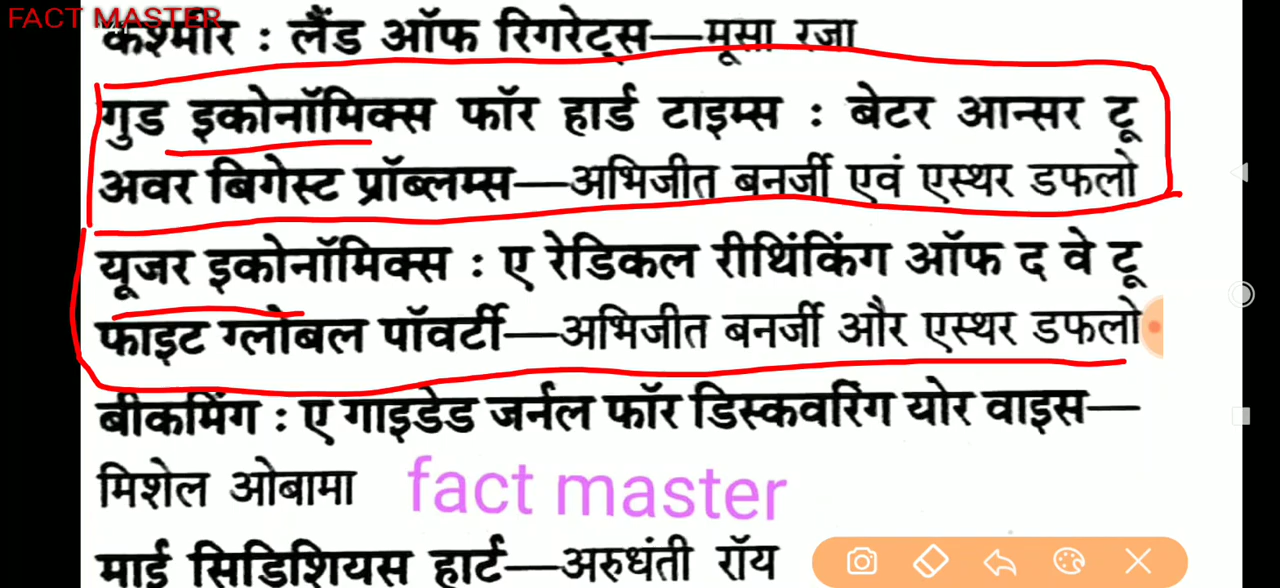 FACT MASTER
कश्मीर : लैंड ऑफ रिगरेट्स—मूसा रजा
गुड इकोनॉमिक्स फॉर हार्ड टाइम्स : बेटर आन्सर टू
अवर बिगेस्ट प्रॉब्लम्स—अभिजीत बनर्जी एवं एस्थर डफलो
यूजर इकोनॉमिक्स : ए रेडिकल रीथिंकिंग ऑफ द वे टू
फाइट ग्लोबल पॉवर्टी—अभिजीत बनर्जी और एस्थर डफलो
बीकमिंग : ए गाइडेड जर्नल फॉर डिस्कवरिंग योर वाइस—
मिशेल ओबामा
fact master
माई सिडिशियस हार्ट—अरुधंती रॉय